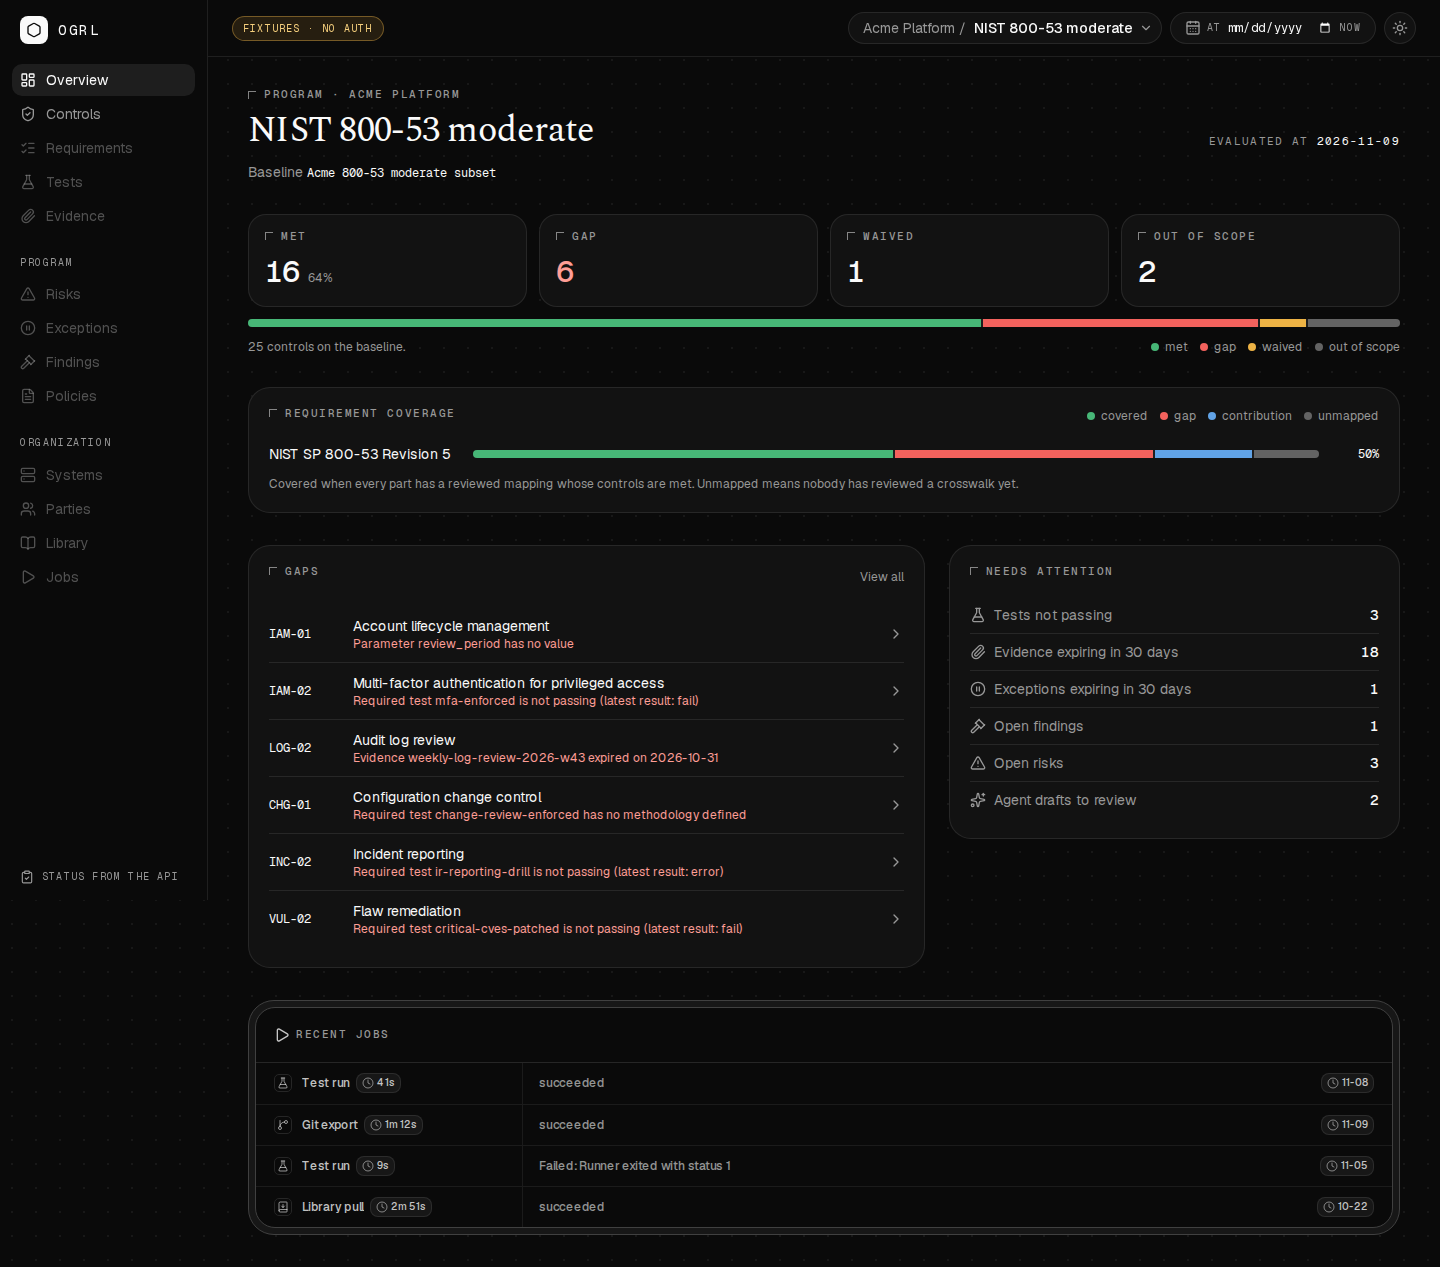 OGRL
FIXTURES · NO AUTH
Acme Platform / NIST 800-53 moderate
AT mm/dd/yyyy NOW
Overview
Controls
Requirements
Tests
Evidence
PROGRAM
Risks
Exceptions
Findings
Policies
ORGANIZATION
Systems
Parties
Library
Jobs
STATUS FROM THE API
PROGRAM · ACME PLATFORM
NIST 800-53 moderate
EVALUATED AT 2026-11-09
Baseline Acme 800-53 moderate subset
MET
16 64%
GAP
6
WAIVED
1
OUT OF SCOPE
2
25 controls on the baseline.
met gap waived out of scope
REQUIREMENT COVERAGE
covered gap contribution unmapped
NIST SP 800-53 Revision 5 50%
Covered when every part has a reviewed mapping whose controls are met. Unmapped means nobody has reviewed a crosswalk yet.
GAPS
View all
IAM-01 Account lifecycle management
Parameter review_period has no value
IAM-02 Multi-factor authentication for privileged access
Required test mfa-enforced is not passing (latest result: fail)
LOG-02 Audit log review
Evidence weekly-log-review-2026-w43 expired on 2026-10-31
CHG-01 Configuration change control
Required test change-review-enforced has no methodology defined
INC-02 Incident reporting
Required test ir-reporting-drill is not passing (latest result: error)
VUL-02 Flaw remediation
Required test critical-cves-patched is not passing (latest result: fail)
NEEDS ATTENTION
Tests not passing 3
Evidence expiring in 30 days 18
Exceptions expiring in 30 days 1
Open findings 1
Open risks 3
Agent drafts to review 2
RECENT JOBS
Test run 41s succeeded 11-08
Git export 1m 12s succeeded 11-09
Test run 9s Failed: Runner exited with status 1 11-05
Library pull 2m 51s succeeded 10-22